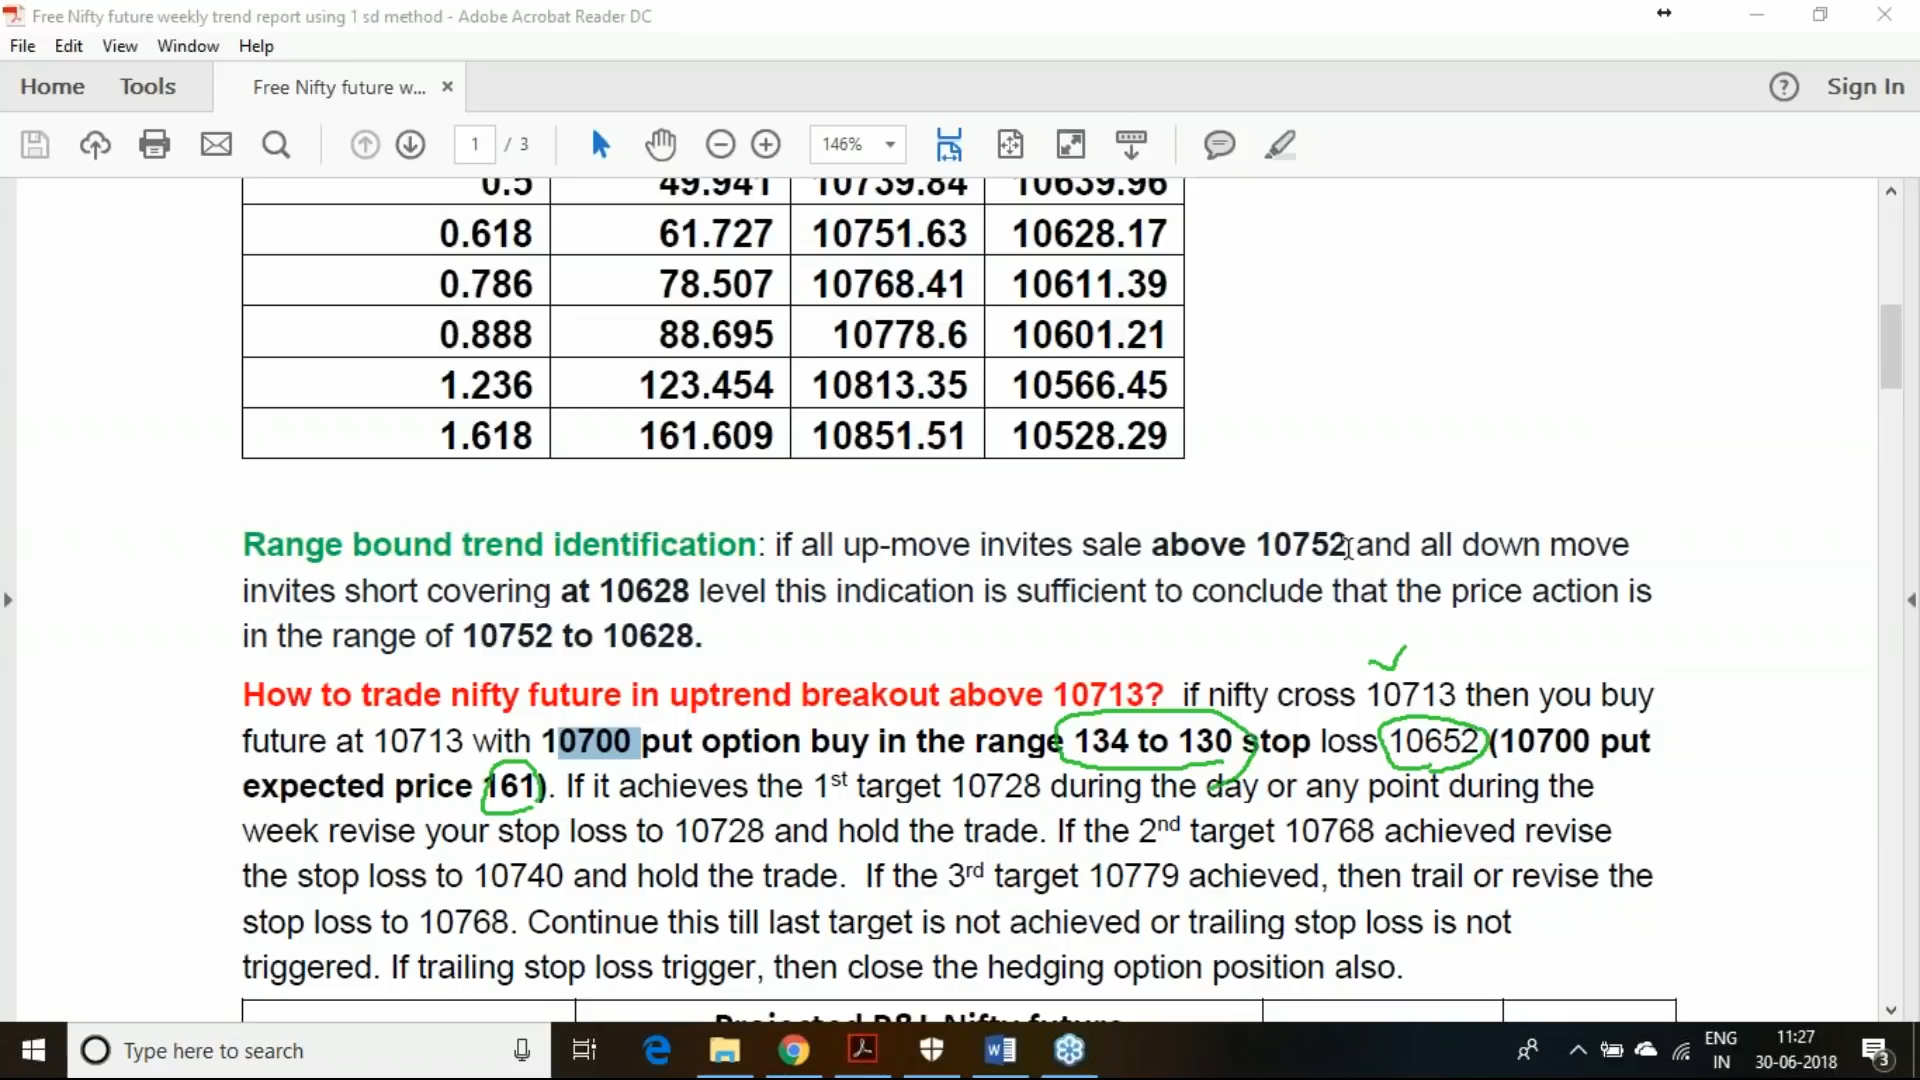 Free Nifty future weekly trend report using 1 sd method - Adobe Acrobat Reader DC
File Edit View Window Help
Home Tools Free Nifty future w... × ? Sign In
1 / 3 146%
0.5 49.941 10739.84 10639.96
0.618 61.727 10751.63 10628.17
0.786 78.507 10768.41 10611.39
0.888 88.695 10778.6 10601.21
1.236 123.454 10813.35 10566.45
1.618 161.609 10851.51 10528.29
Range bound trend identification: if all up-move invites sale above 10752 and all down move
invites short covering at 10628 level this indication is sufficient to conclude that the price action is
in the range of 10752 to 10628.
How to trade nifty future in uptrend breakout above 10713? if nifty cross 10713 then you buy
future at 10713 with 10700 put option buy in the range 134 to 130 stop loss 10652 (10700 put
expected price 161). If it achieves the 1st target 10728 during the day or any point during the
week revise your stop loss to 10728 and hold the trade. If the 2nd target 10768 achieved revise
the stop loss to 10740 and hold the trade. If the 3rd target 10779 achieved, then trail or revise the
stop loss to 10768. Continue this till last target is not achieved or trailing stop loss is not
triggered. If trailing stop loss trigger, then close the hedging option position also.
Projected P&L Nifty future
Type here to search
ENG 11:27
IN 30-06-2018 3